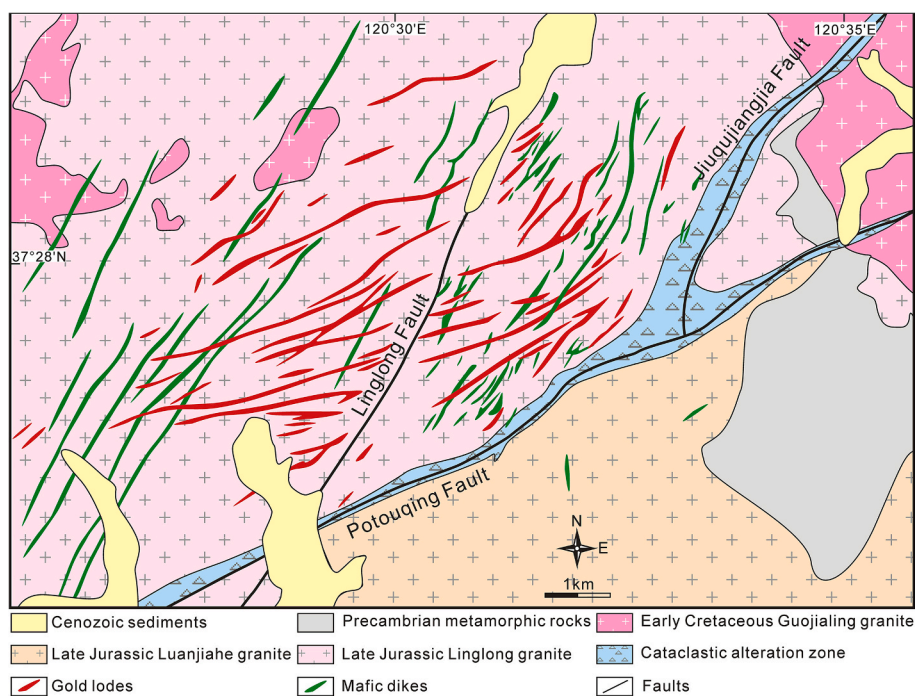 120°30′E
120°35′E
Jiuqujiangjia Fault
37°28′N
Linglong Fault
Potouqing Fault
N
E
1km
Cenozoic sediments
Precambrian metamorphic rocks
Early Cretaceous Guojialing granite
Late Jurassic Luanjiahe granite
Late Jurassic Linglong granite
Cataclastic alteration zone
Gold lodes
Mafic dikes
Faults